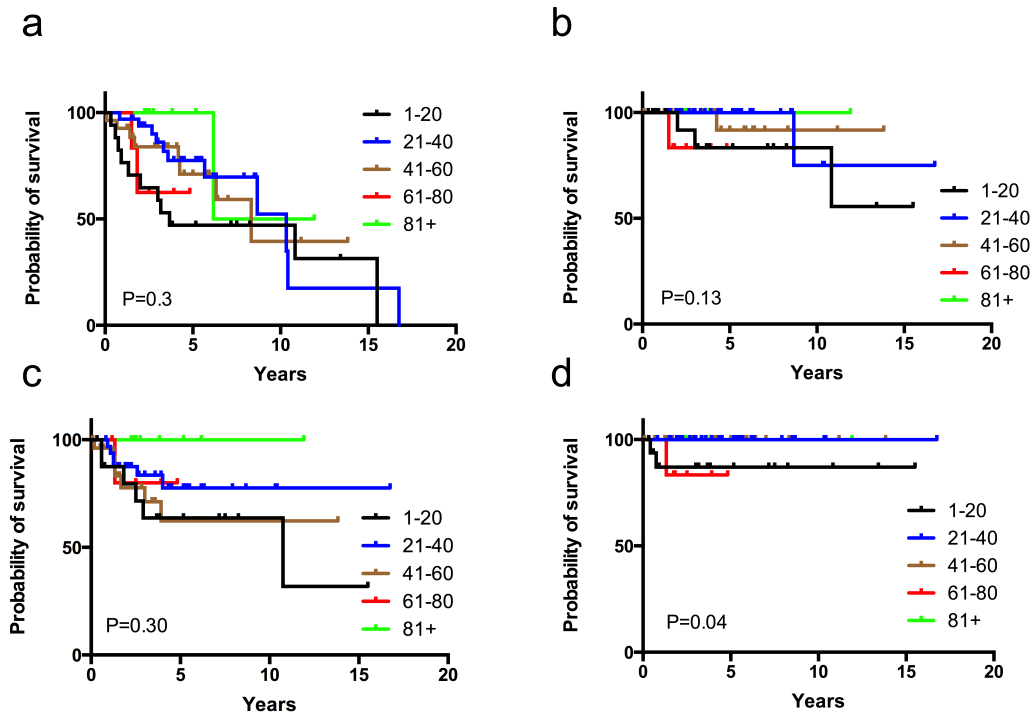 a
Probability of survival
100
50
0
0 5 10 15 20
Years
P=0.3
1-20
21-40
41-60
61-80
81+
b
Probability of survival
100
50
0
0 5 10 15 20
Years
P=0.13
1-20
21-40
41-60
61-80
81+
c
Probability of survival
100
50
0
0 5 10 15 20
Years
P=0.30
1-20
21-40
41-60
61-80
81+
d
Probability of survival
100
50
0
0 5 10 15 20
Years
P=0.04
1-20
21-40
41-60
61-80
81+